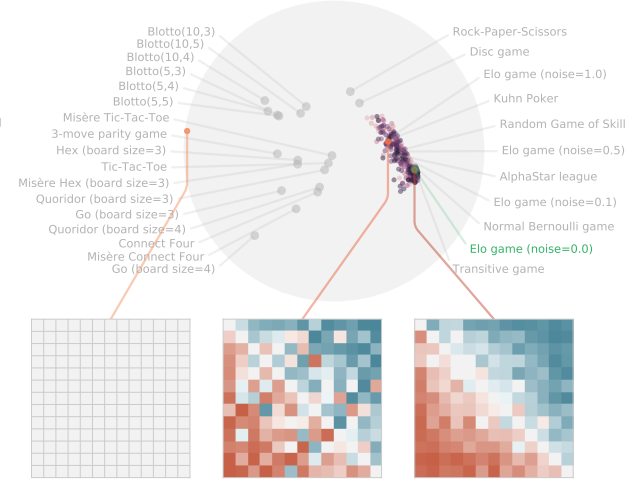 Blotto(10,3)
Blotto(10,5)
Blotto(10,4)
Blotto(5,3)
Blotto(5,4)
Blotto(5,5)
Misère Tic-Tac-Toe
3-move parity game
Hex (board size=3)
Tic-Tac-Toe
Misère Hex (board size=3)
Quoridor (board size=3)
Go (board size=3)
Quoridor (board size=4)
Connect Four
Misère Connect Four
Go (board size=4)
Rock-Paper-Scissors
Disc game
Elo game (noise=1.0)
Kuhn Poker
Random Game of Skill
Elo game (noise=0.5)
AlphaStar league
Elo game (noise=0.1)
Normal Bernoulli game
Elo game (noise=0.0)
Transitive game